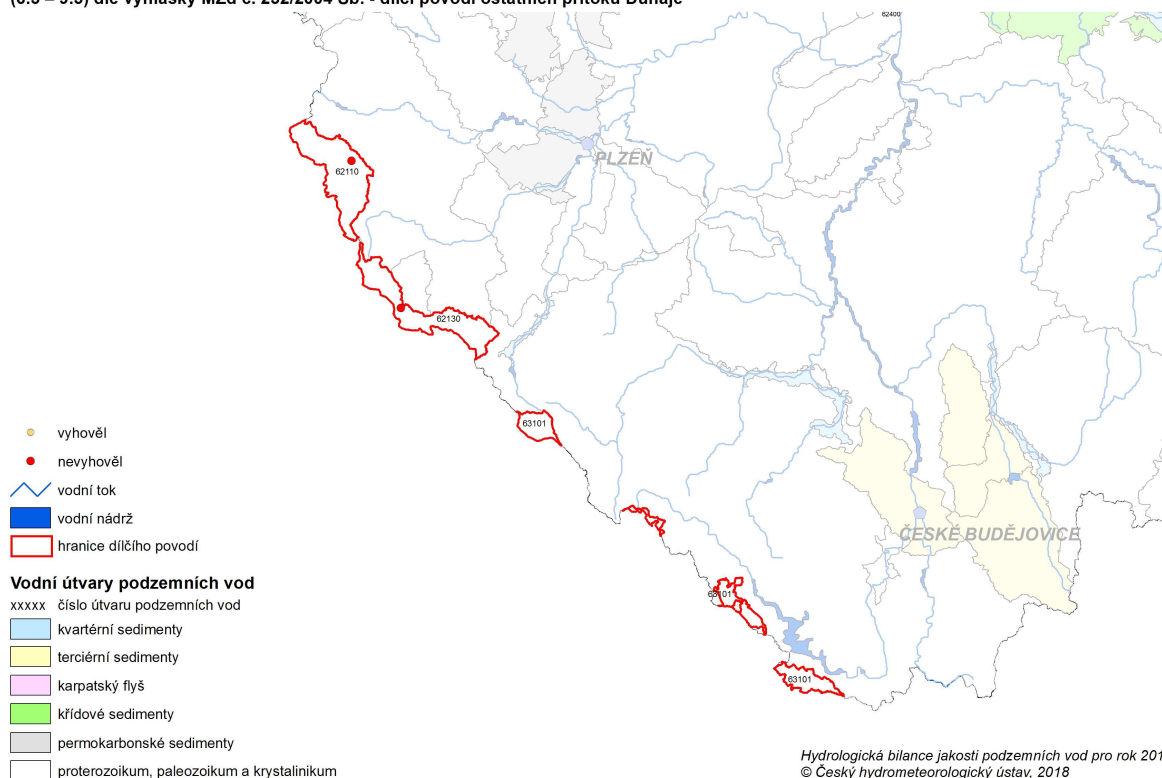 62400
PLZEŇ
62110
62130
63101
ČESKÉ BUDĚJOVICE
63101
63101
vyhověl
nevyhověl
vodní tok
vodní nádrž
hranice dílčího povodí
Vodní útvary podzemních vod
xxxxx číslo útvaru podzemních vod
kvartérní sedimenty
terciérní sedimenty
karpatský flyš
křídové sedimenty
permokarbonské sedimenty
proterozoikum, paleozoikum a krystalinikum
Hydrologická bilance jakosti podzemních vod pro rok 201
© Český hydrometeorologický ústav, 2018